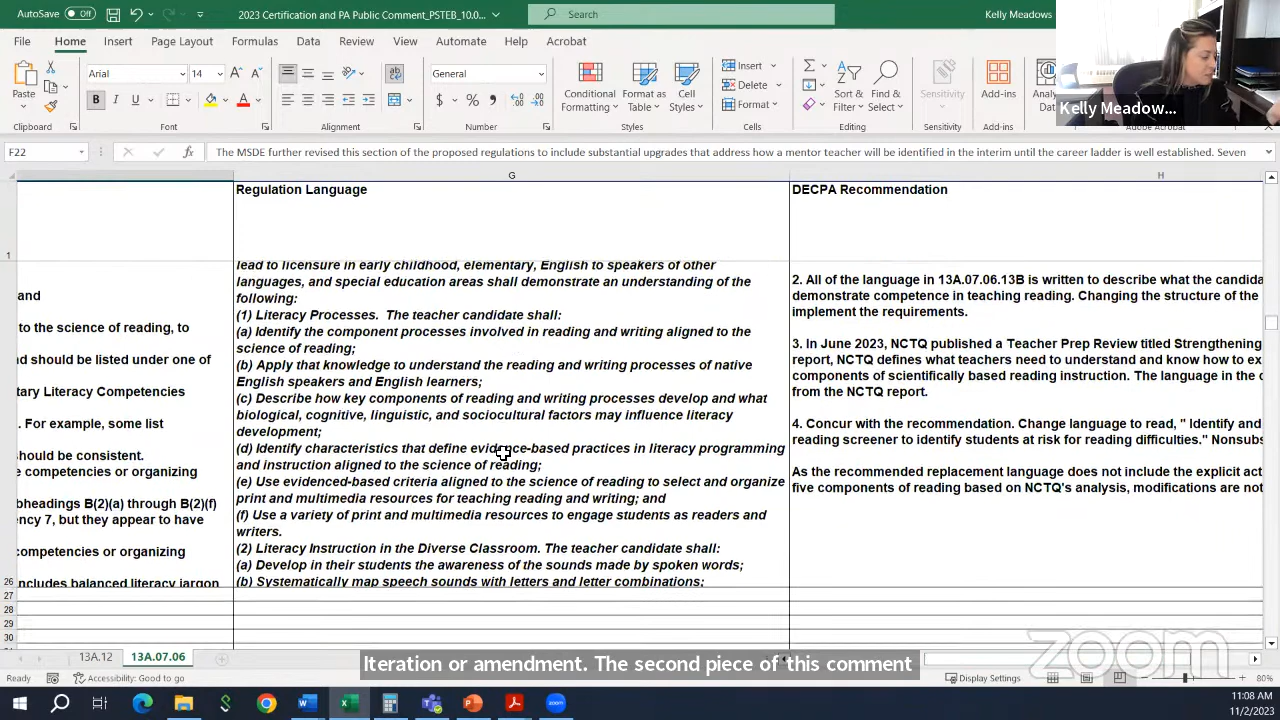 AutoSave Off 2023 Certification and PA Public Comment_PSTEB_10.0... Search Kelly Meadows
File Home Insert Page Layout Formulas Data Review View Automate Help Acrobat
Paste Arial 14 General Conditional Formatting Format as Table Cell Styles Insert Delete Format Sort & Filter Find & Select Sensitivity Add-ins
B I U
Clipboard Font Alignment Number Styles Cells Editing Sensitivity Add-ins Adobe Acrobat
Kelly Meadow...
F22 fx The MSDE further revised this section of the proposed regulations to include substantial upgrades that address how a mentor teacher will be identified in the interim until the career ladder is well established. Seven
G H
1
Regulation Language
lead to licensure in early childhood, elementary, English to speakers of other
languages, and special education areas shall demonstrate an understanding of the
following:
(1) Literacy Processes. The teacher candidate shall:
(a) Identify the component processes involved in reading and writing aligned to the
science of reading;
(b) Apply that knowledge to understand the reading and writing processes of native
English speakers and English learners;
(c) Describe how key components of reading and writing processes develop and what
biological, cognitive, linguistic, and sociocultural factors may influence literacy
development;
(d) Identify characteristics that define evidence-based practices in literacy programming
and instruction aligned to the science of reading;
(e) Use evidenced-based criteria aligned to the science of reading to select and organize
print and multimedia resources for teaching reading and writing; and
(f) Use a variety of print and multimedia resources to engage students as readers and
writers.
(2) Literacy Instruction in the Diverse Classroom. The teacher candidate shall:
(a) Develop in their students the awareness of the sounds made by spoken words;
(b) Systematically map speech sounds with letters and letter combinations;
DECPA Recommendation
2. All of the language in 13A.07.06.13B is written to describe what the candida
demonstrate competence in teaching reading. Changing the structure of the
implement the requirements.
3. In June 2023, NCTQ published a Teacher Prep Review titled Strengthening
report, NCTQ defines what teachers need to understand and know how to ex
components of scientifically based reading instruction. The language in the
from the NCTQ report.
4. Concur with the recommendation. Change language to read, " Identify and
reading screener to identify students at risk for reading difficulties." Nonsubs
As the recommended replacement language does not include the explicit act
five components of reading based on NCTQ's analysis, modifications are not
and
to the science of reading, to
nd should be listed under one of
tary Literacy Competencies
. For example, some list
hould be consistent.
e competencies or organizing
bheadings B(2)(a) through B(2)(f)
ency 7, but they appear to have
competencies or organizing
ncludes balanced literacy jargon
26
27
28
29
30
13A.12 13A.07.06
Iteration or amendment. The second piece of this comment
zoom
Accessibility: Good to go Display Settings 80%
11:08 AM
11/2/2023